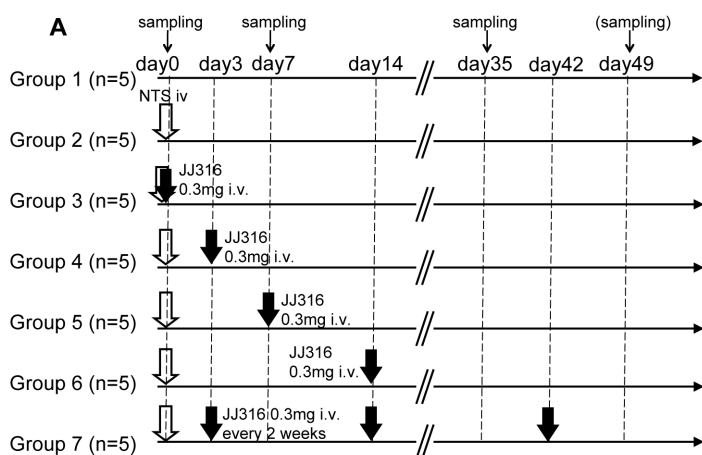 A
sampling sampling sampling (sampling)
day0 day3 day7 day14 day35 day42 day49
Group 1 (n=5)
NTS iv
Group 2 (n=5)
JJ316
0.3mg i.v.
Group 3 (n=5)
JJ316
0.3mg i.v.
Group 4 (n=5)
JJ316
0.3mg i.v.
Group 5 (n=5)
JJ316
0.3mg i.v.
Group 6 (n=5)
JJ316 0.3mg i.v.
every 2 weeks
Group 7 (n=5)